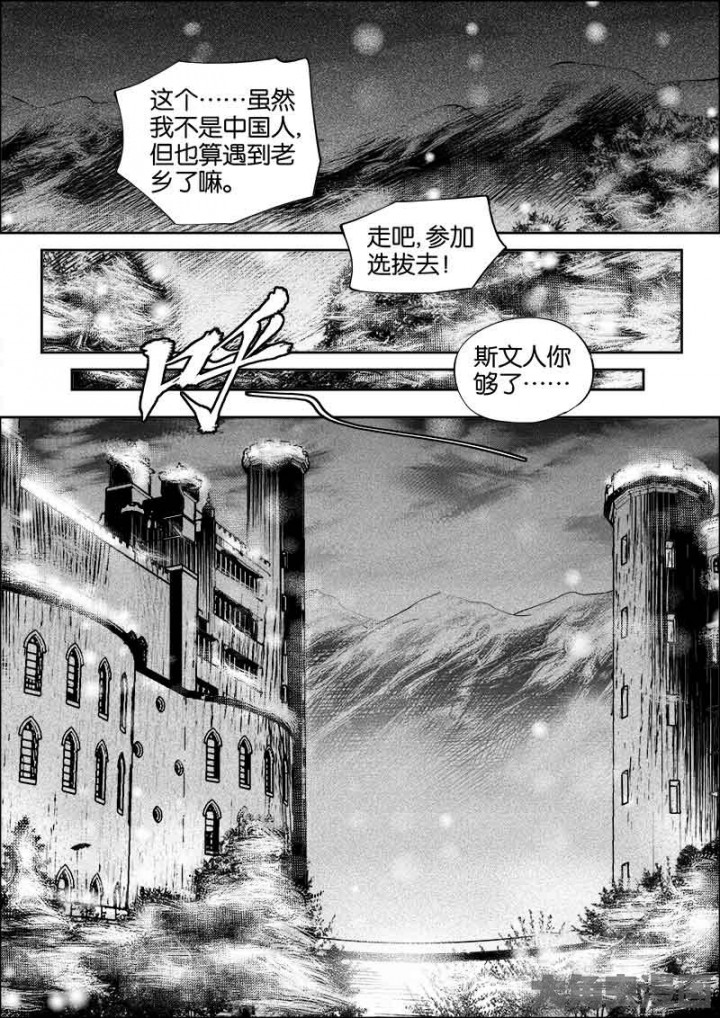 这个……虽然
我不是中国人，
但也算遇到老
乡了嘛。
走吧，参加
选拔去！
呼
斯文人你
够了……